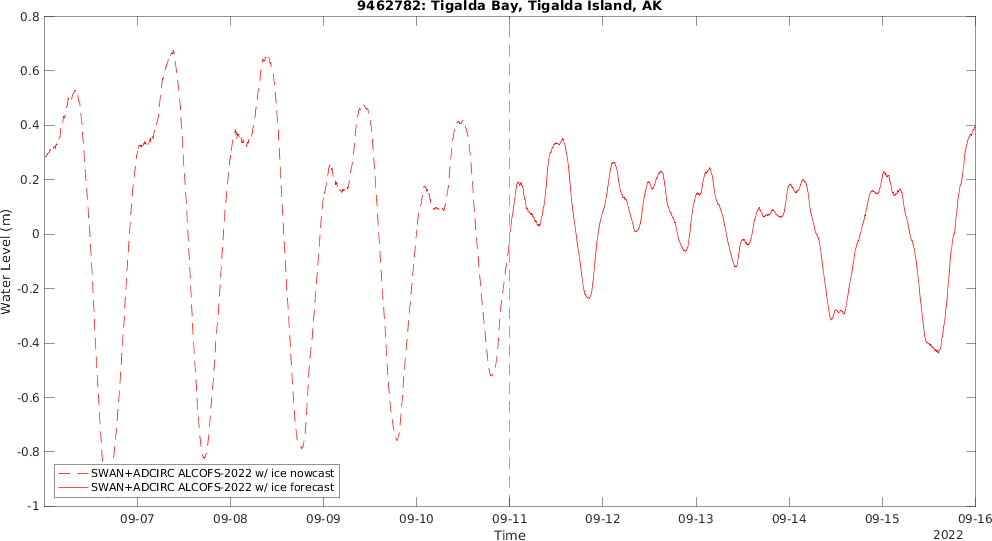 9462782: Tigalda Bay, Tigalda Island, AK
0.8
0.6
0.4
0.2
0
-0.2
-0.4
-0.6
-0.8
-1
Water Level (m)
SWAN+ADCIRC ALCOFS-2022 w/ ice nowcast
SWAN+ADCIRC ALCOFS-2022 w/ ice forecast
09-07 09-08 09-09 09-10 09-11 09-12 09-13 09-14 09-15 09-16
Time
2022